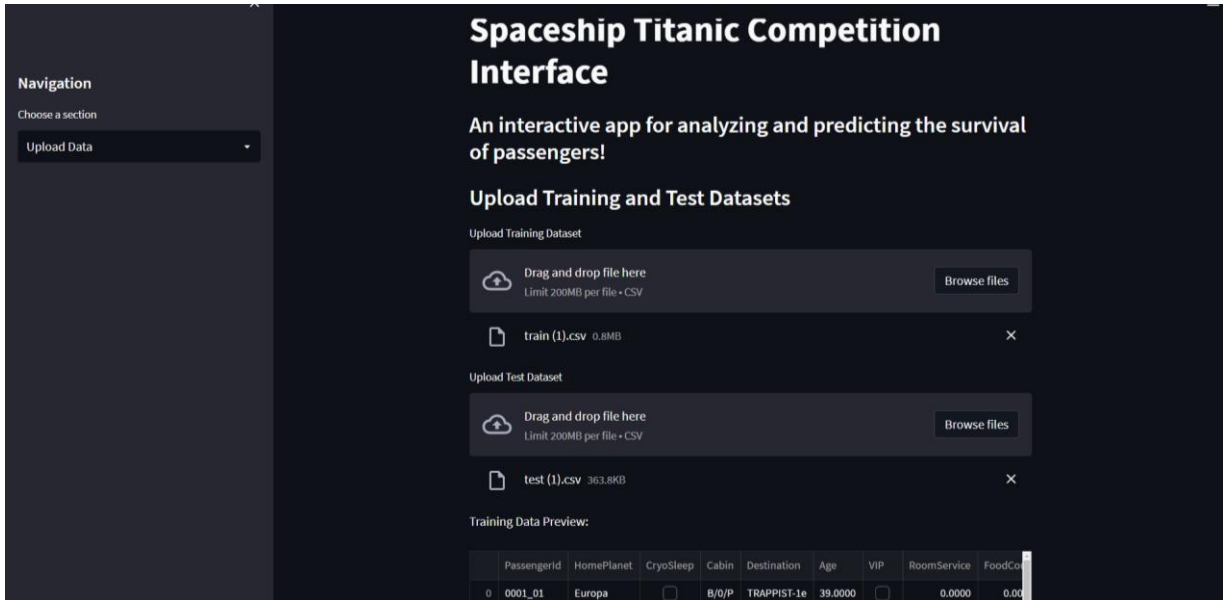 Navigation
Choose a section
Upload Data
Spaceship Titanic Competition
Interface
An interactive app for analyzing and predicting the survival
of passengers!
Upload Training and Test Datasets
Upload Training Dataset
Drag and drop file here
Limit 200MB per file • CSV
Browse files
train (1).csv 0.8MB
Upload Test Dataset
Drag and drop file here
Limit 200MB per file • CSV
Browse files
test (1).csv 363.8KB
Training Data Preview:
PassengerId HomePlanet CryoSleep Cabin Destination Age VIP RoomService FoodCou
0 0001_01 Europa B/0/P TRAPPIST-1e 39.0000 0.0000 0.00